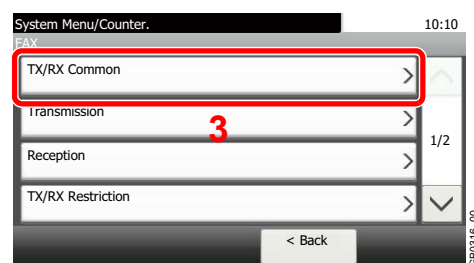 System Menu/Counter. 10:10
FAX
TX/RX Common
Transmission
3
1/2
Reception
TX/RX Restriction
< Back